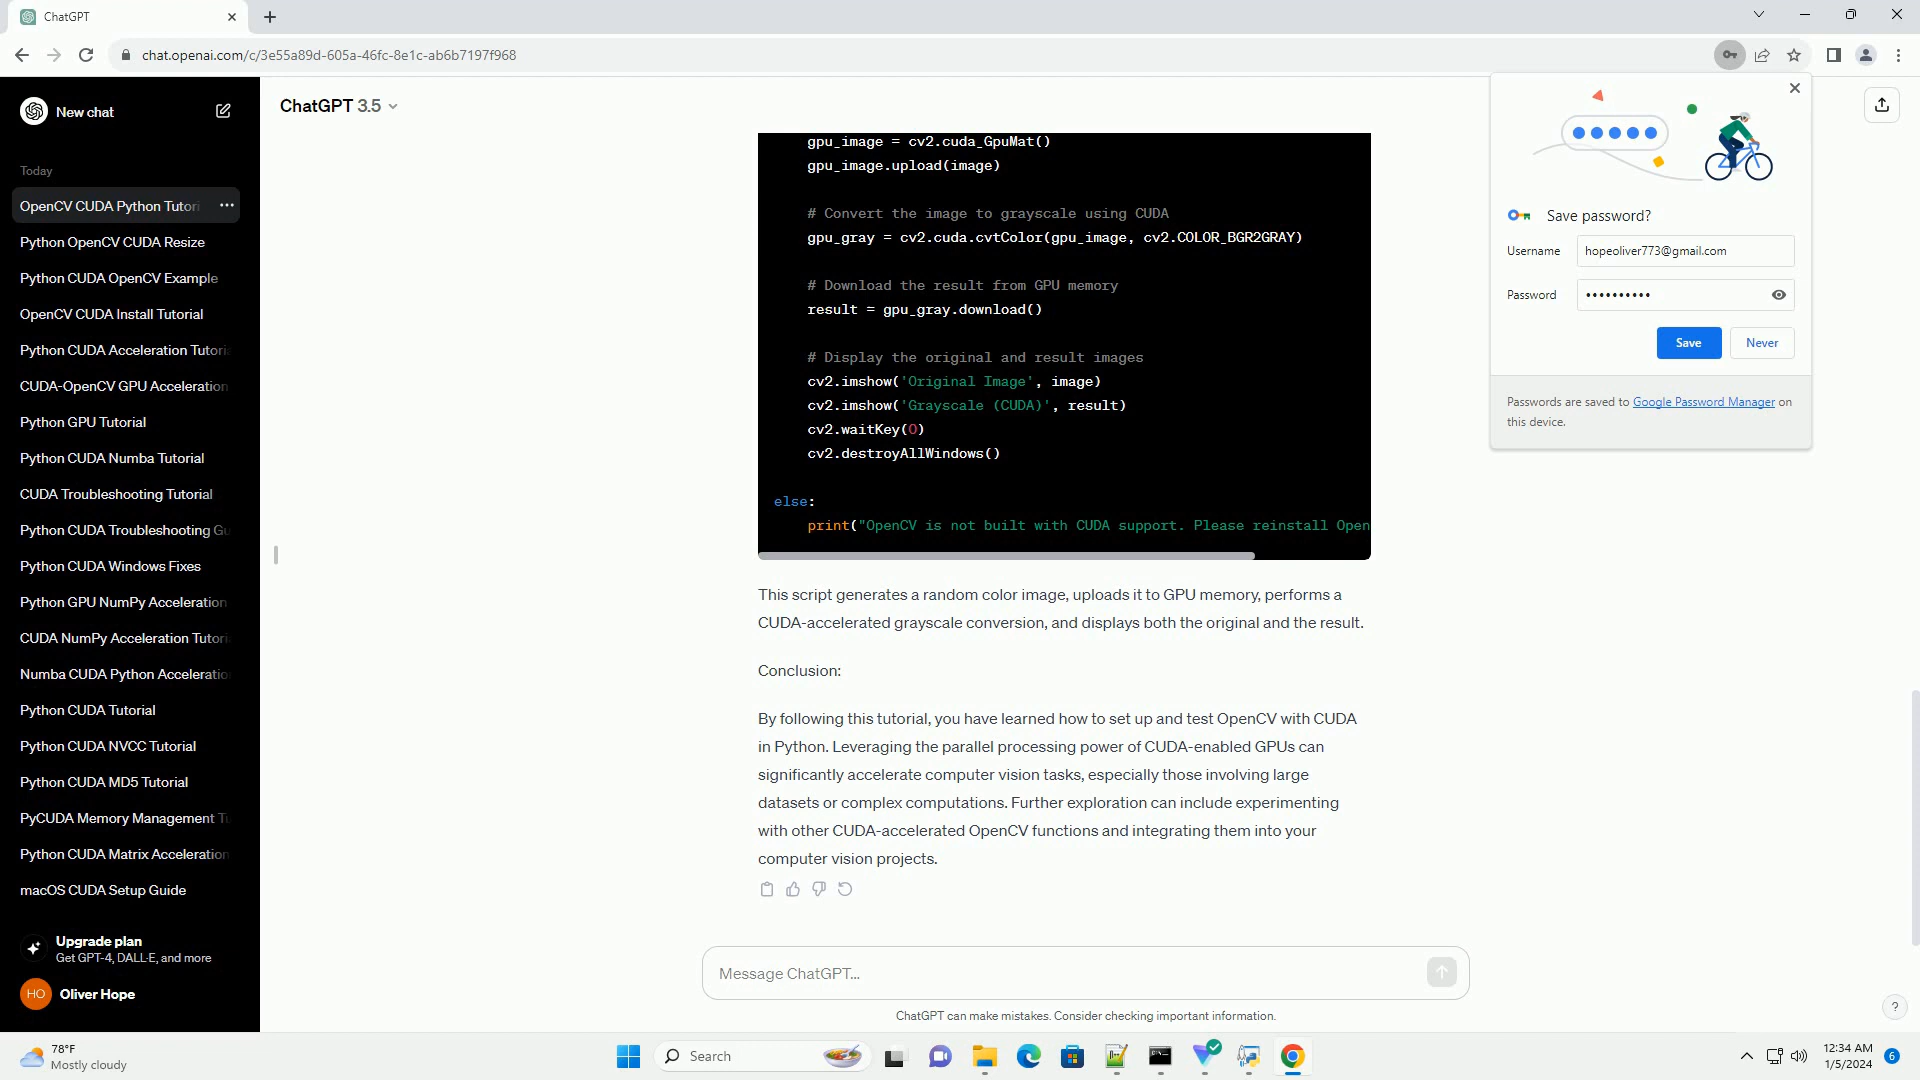 ChatGPT
chat.openai.com/c/3e55a89d-605a-46fc-8e1c-ab6b7197f968
New chat
Today
OpenCV CUDA Python Tutori
Python OpenCV CUDA Resize
Python CUDA OpenCV Example
OpenCV CUDA Install Tutorial
Python CUDA Acceleration Tutoria
CUDA-OpenCV GPU Acceleration
Python GPU Tutorial
Python CUDA Numba Tutorial
CUDA Troubleshooting Tutorial
Python CUDA Troubleshooting Gu
Python CUDA Windows Fixes
Python GPU NumPy Acceleration
CUDA NumPy Acceleration Tutori
Numba CUDA Python Acceleratio
Python CUDA Tutorial
Python CUDA NVCC Tutorial
Python CUDA MD5 Tutorial
PyCUDA Memory Management Tu
Python CUDA Matrix Acceleration
macOS CUDA Setup Guide
Upgrade plan
Get GPT-4, DALL·E, and more
HO Oliver Hope
ChatGPT 3.5
gpu_image = cv2.cuda_GpuMat()
gpu_image.upload(image)
# Convert the image to grayscale using CUDA
gpu_gray = cv2.cuda.cvtColor(gpu_image, cv2.COLOR_BGR2GRAY)
# Download the result from GPU memory
result = gpu_gray.download()
# Display the original and result images
cv2.imshow('Original Image', image)
cv2.imshow('Grayscale (CUDA)', result)
cv2.waitKey(0)
cv2.destroyAllWindows()
else:
print("OpenCV is not built with CUDA support. Please reinstall Open
This script generates a random color image, uploads it to GPU memory, performs a
CUDA-accelerated grayscale conversion, and displays both the original and the result.
Conclusion:
By following this tutorial, you have learned how to set up and test OpenCV with CUDA
in Python. Leveraging the parallel processing power of CUDA-enabled GPUs can
significantly accelerate computer vision tasks, especially those involving large
datasets or complex computations. Further exploration can include experimenting
with other CUDA-accelerated OpenCV functions and integrating them into your
computer vision projects.
Message ChatGPT...
ChatGPT can make mistakes. Consider checking important information.
?
Save password?
Username hopeoliver773@gmail.com
Password ••••••••••
Save Never
Passwords are saved to Google Password Manager on
this device.
78°F
Mostly cloudy
Search
12:34 AM
1/5/2024
6